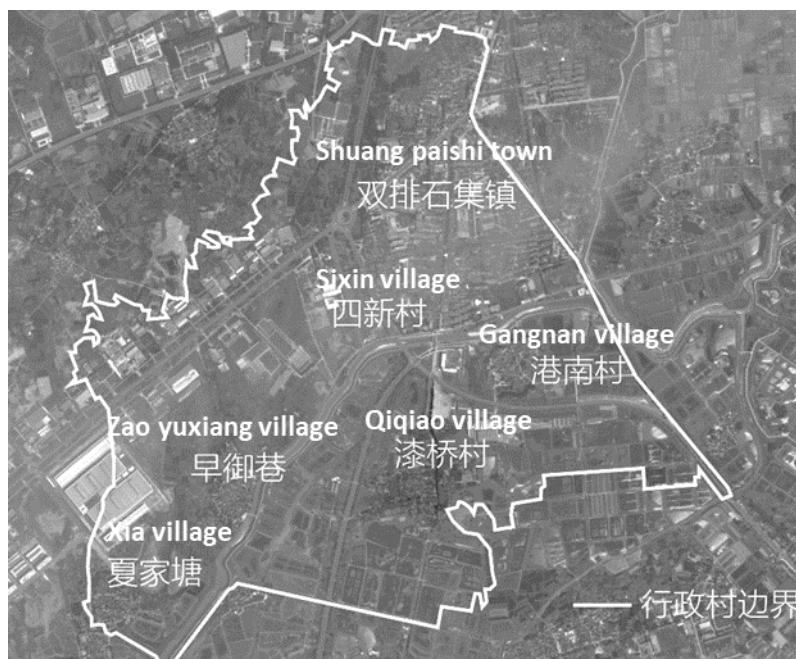 Shuang paishi town
双排石集镇
Sixin village
四新村
Gangnan village
港南村
Zao yuxiang village
早御巷
Qiqiao village
漆桥村
Xia village
夏家塘
行政村边界